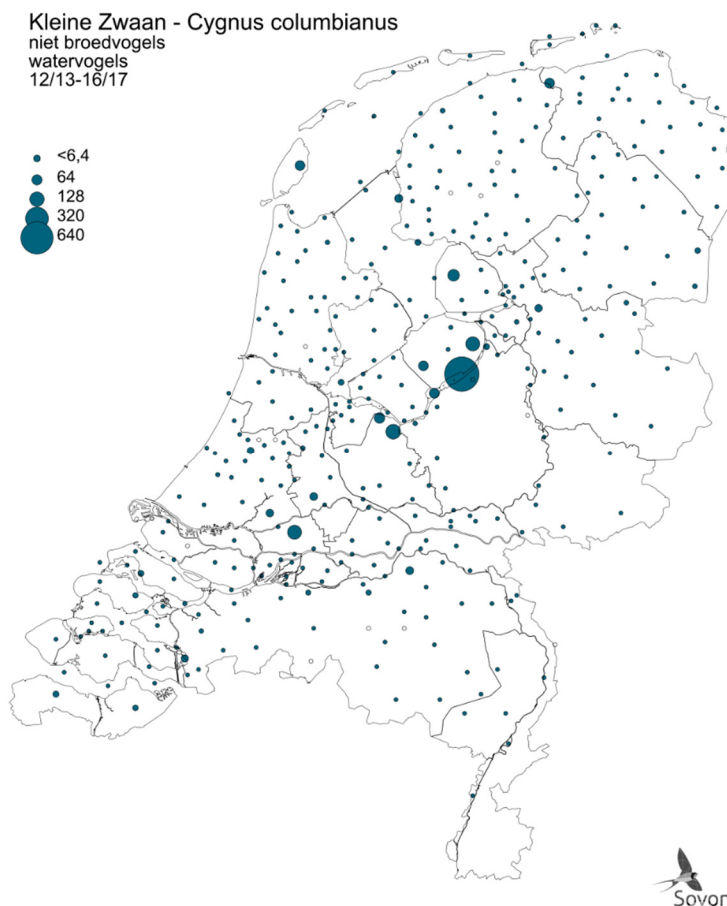 Kleine Zwaan - Cygnus columbianus
niet broedvogels
watervogels
12/13-16/17
<6,4
64
128
320
640
Sovon